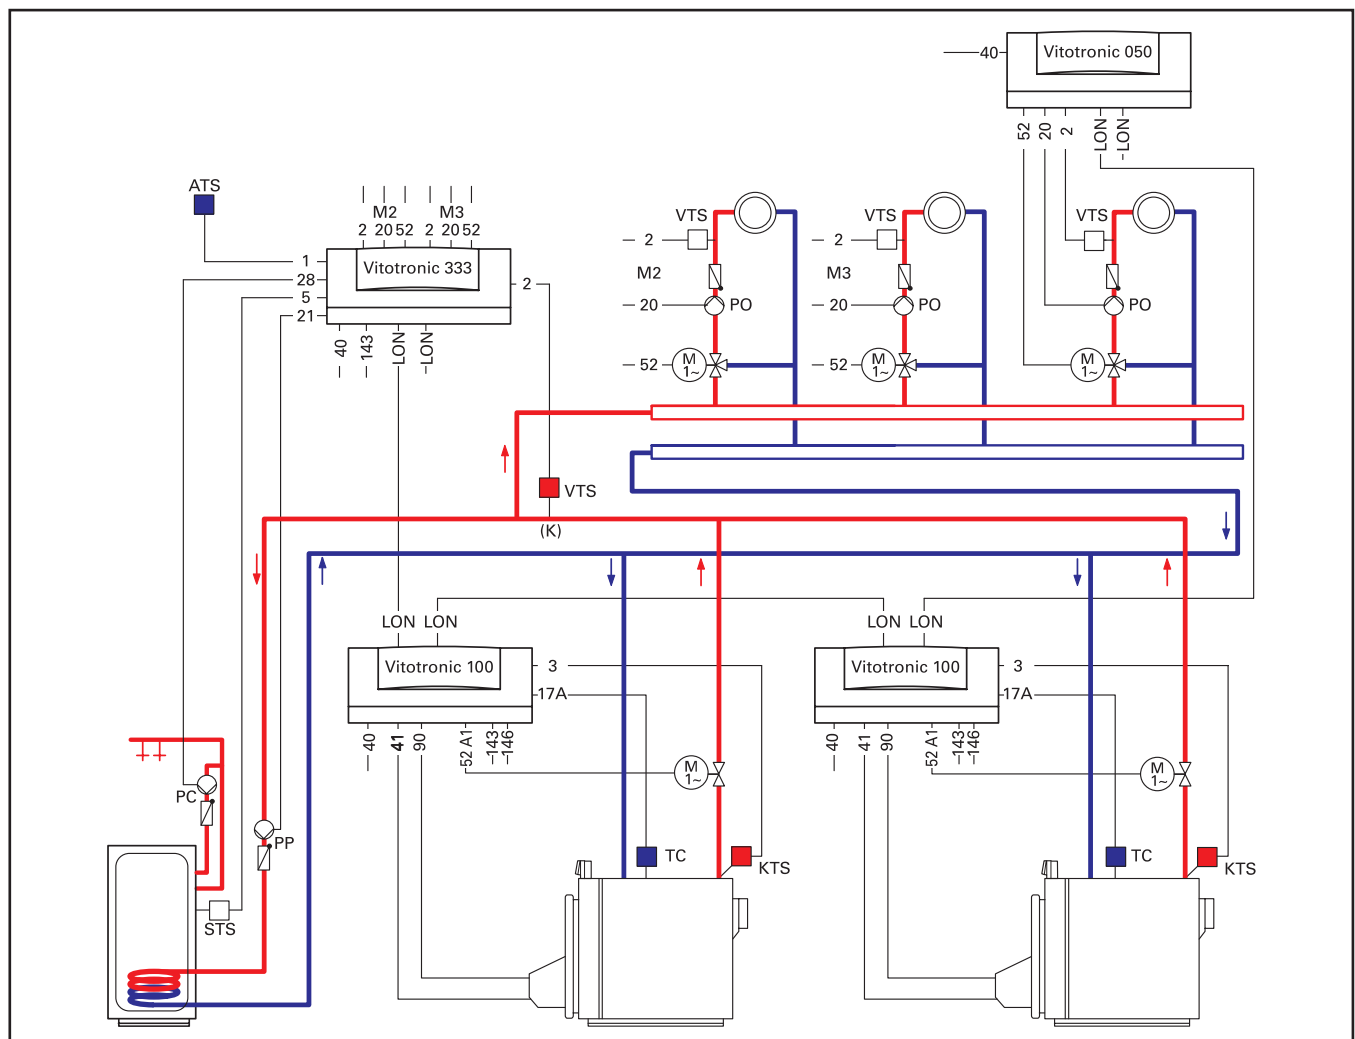 40
Vitotronic 050
52 20 2 LON LON
ATS
M2 M3
2 20 52 2 20 52
1
28
5
21
Vitotronic 333
2
40 143 LON LON
VTS
2
M2
20
PO
52
M
1~
VTS
2
M3
20
PO
52
M
1~
VTS
PO
M
1~
VTS
(K)
LON LON
Vitotronic 100
3
17A
40 41 90 52 A1 143 146
M
1~
LON LON
Vitotronic 100
3
17A
40 41 90 52 A1 143 146
M
1~
PC
PP
STS
TC
KTS
TC
KTS